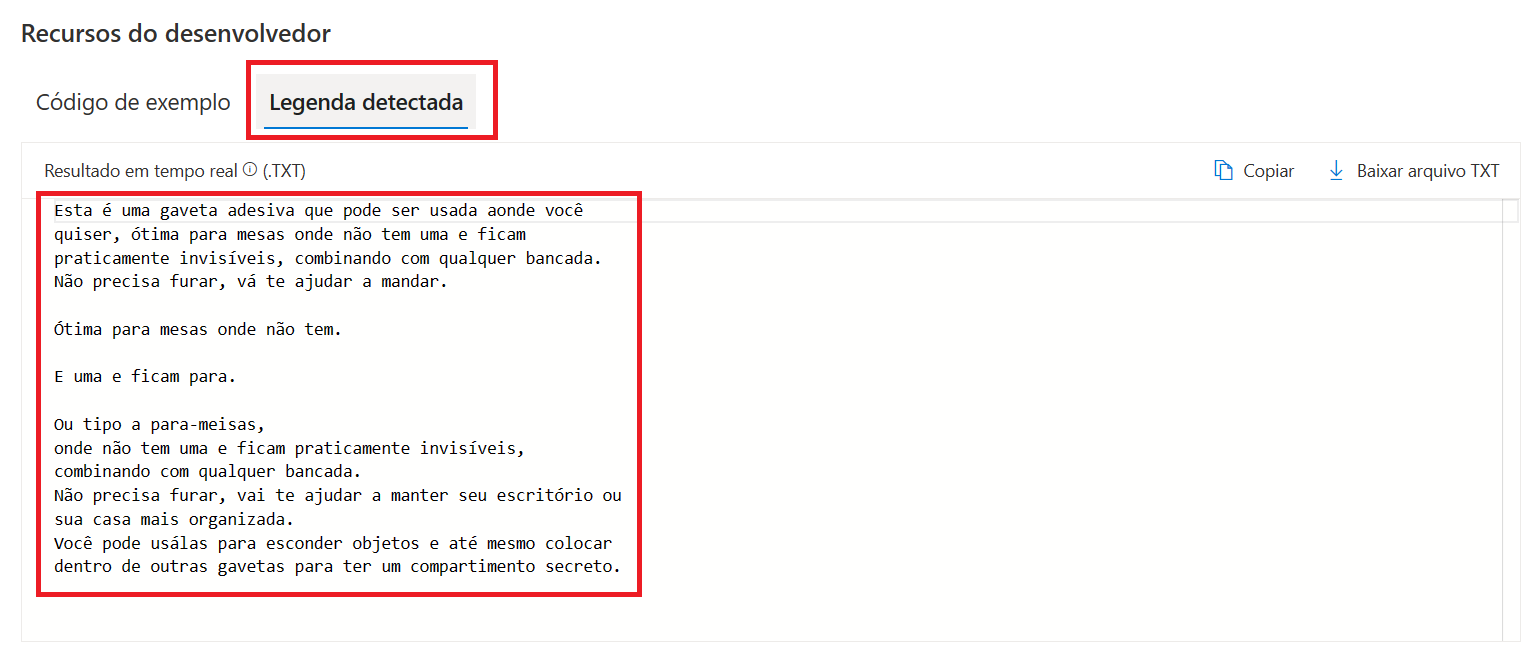 Recursos do desenvolvedor
Código de exemplo
Legenda detectada
Resultado em tempo real (.TXT)
Copiar
Baixar arquivo TXT
Esta é uma gaveta adesiva que pode ser usada aonde você
quiser, ótima para mesas onde não tem uma e ficam
praticamente invisíveis, combinando com qualquer bancada.
Não precisa furar, vá te ajudar a mandar.
Ótima para mesas onde não tem.
E uma e ficam para.
Ou tipo a para-meisas,
onde não tem uma e ficam praticamente invisíveis,
combinando com qualquer bancada.
Não precisa furar, vai te ajudar a manter seu escritório ou
sua casa mais organizada.
Você pode usálas para esconder objetos e até mesmo colocar
dentro de outras gavetas para ter um compartimento secreto.